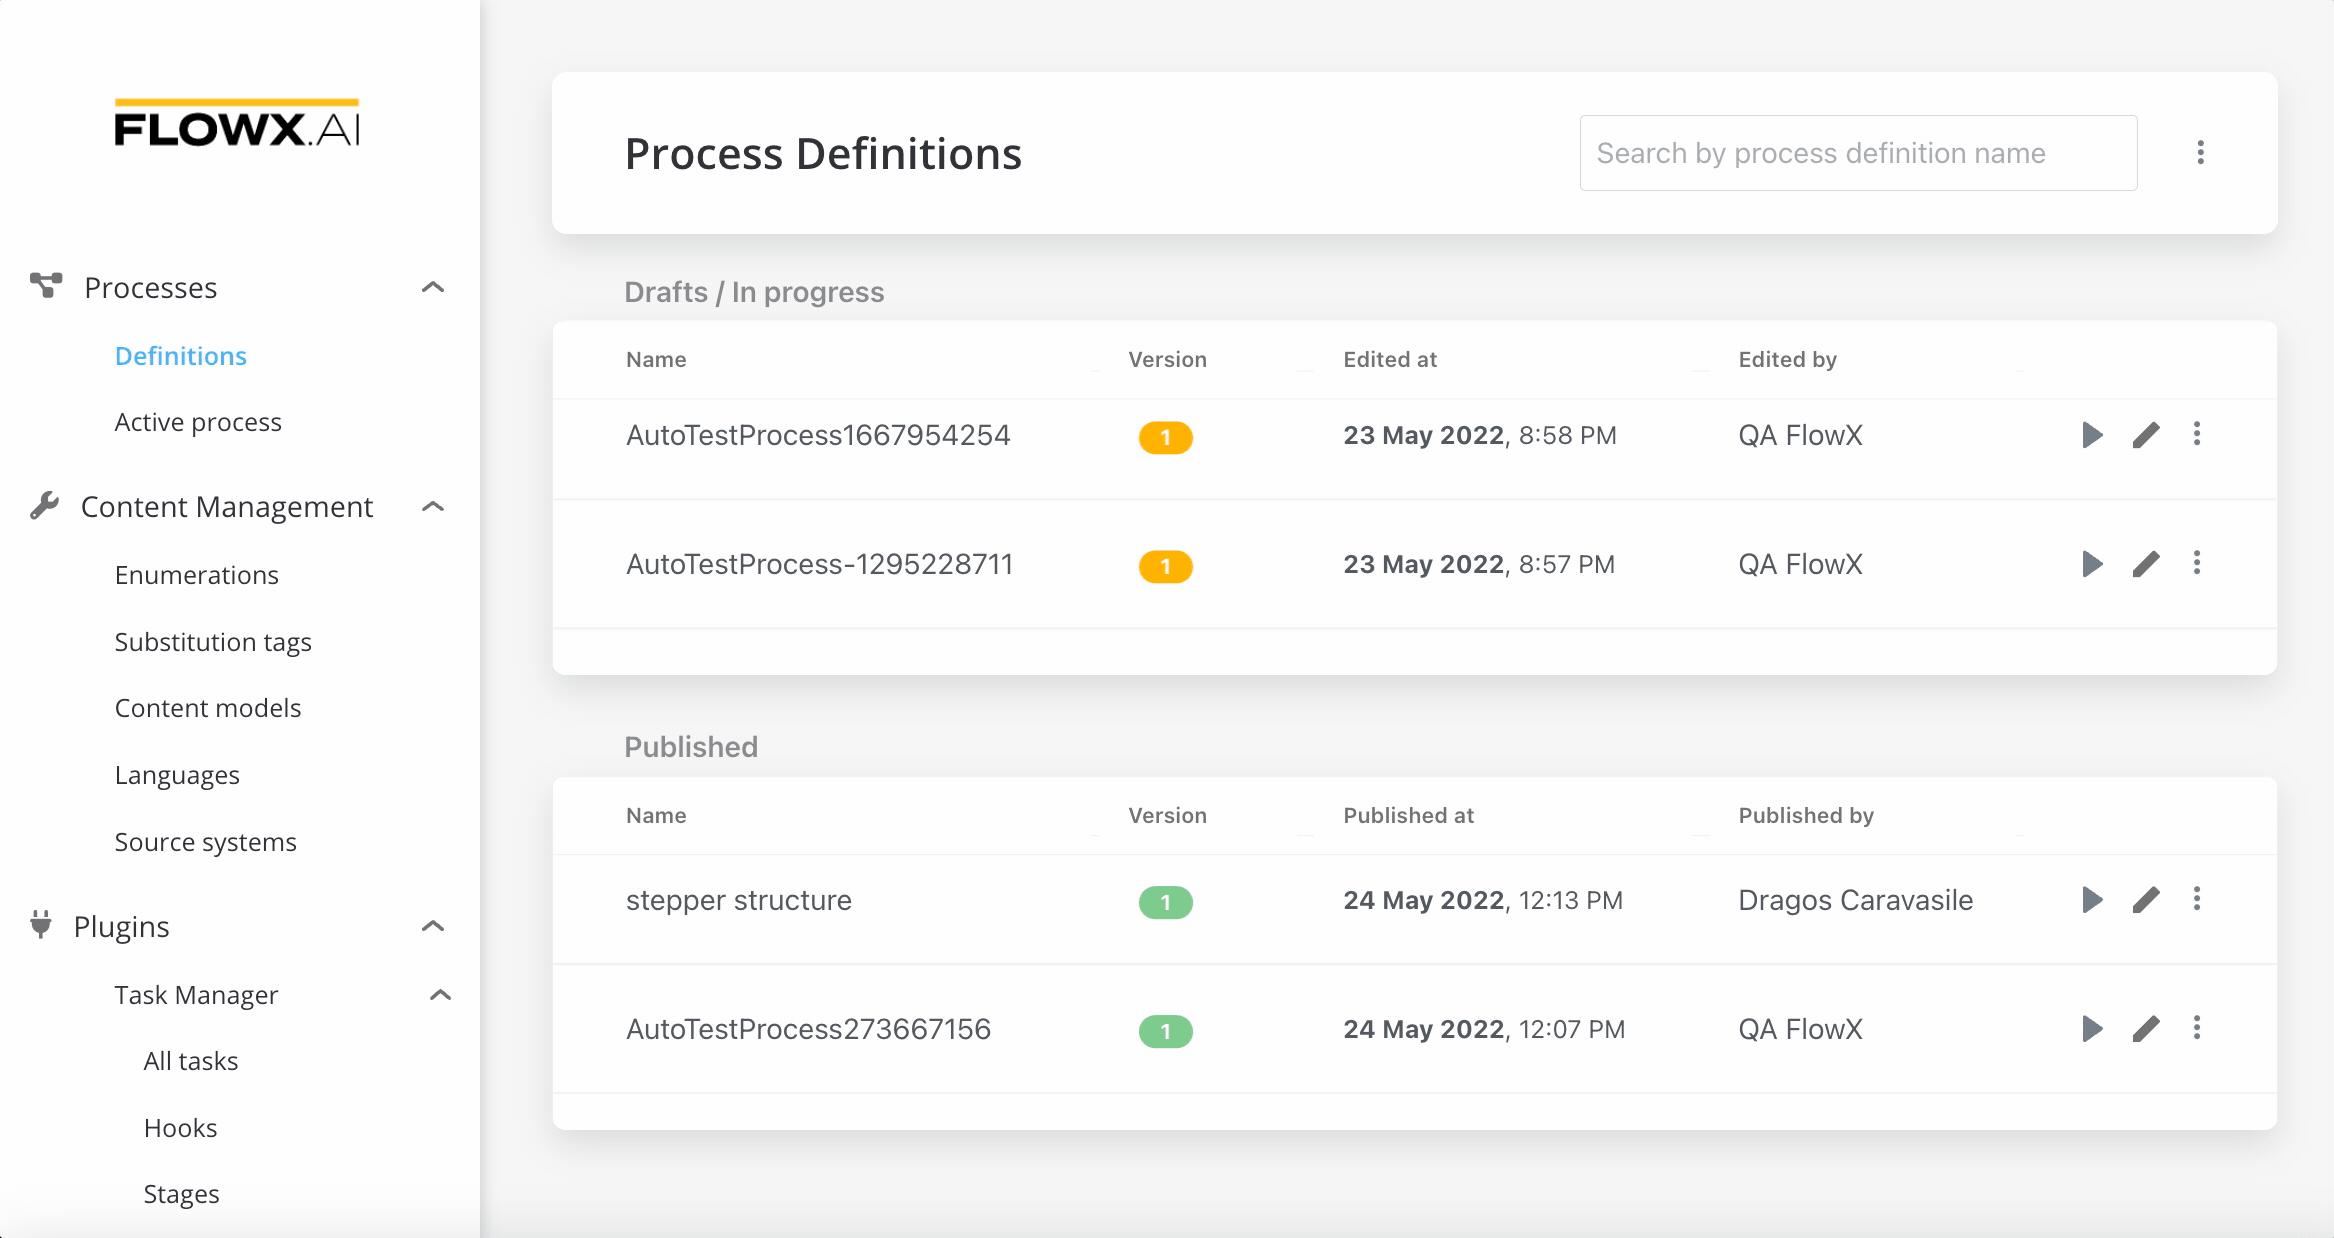 FLOWX.AI
Processes
Definitions
Active process
Content Management
Enumerations
Substitution tags
Content models
Languages
Source systems
Plugins
Task Manager
All tasks
Hooks
Stages
Process Definitions
Search by process definition name
Drafts / In progress
Name Version Edited at Edited by
AutoTestProcess1667954254 1 23 May 2022, 8:58 PM QA FlowX
AutoTestProcess-1295228711 1 23 May 2022, 8:57 PM QA FlowX
Published
Name Version Published at Published by
stepper structure 1 24 May 2022, 12:13 PM Dragos Caravasile
AutoTestProcess273667156 1 24 May 2022, 12:07 PM QA FlowX